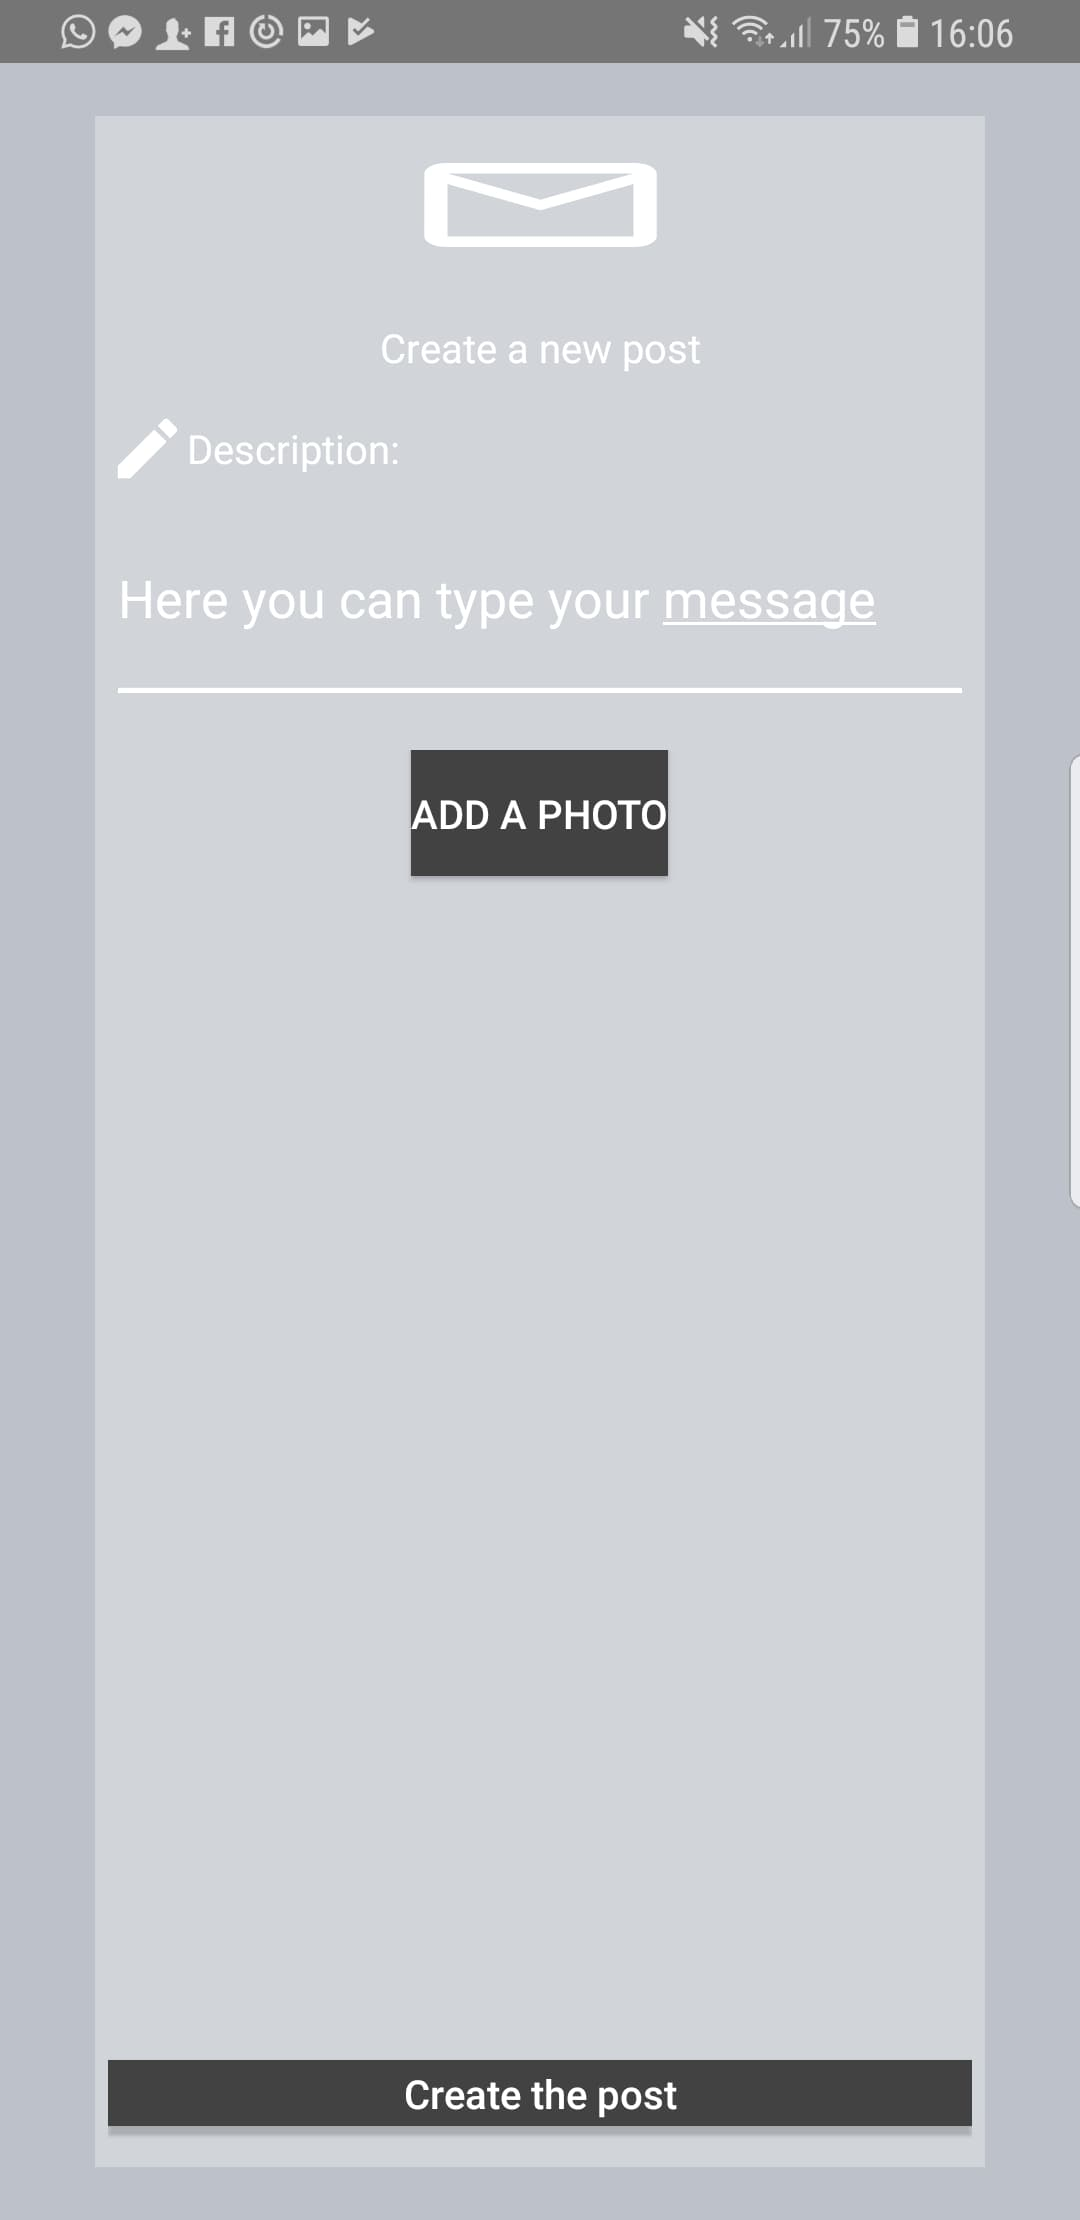 75% 16:06
Create a new post
Description:
Here you can type your message
ADD A PHOTO
Create the post